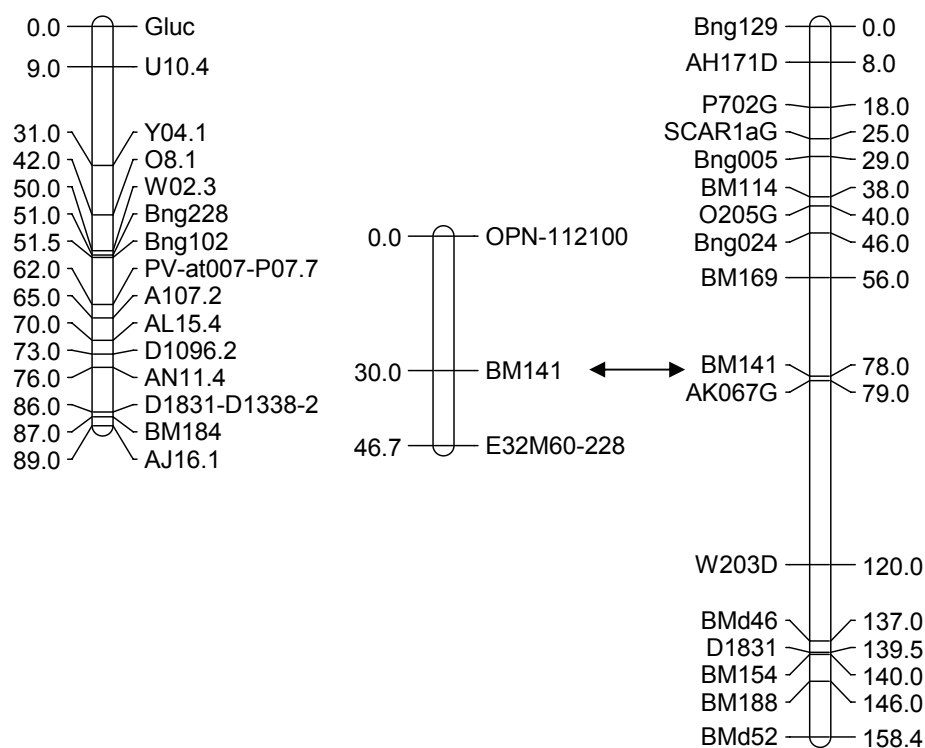 0.0 Gluc
9.0 U10.4
31.0 Y04.1
42.0 O8.1
50.0 W02.3
51.0 Bng228
51.5 Bng102
62.0 PV-at007-P07.7
65.0 A107.2
70.0 AL15.4
73.0 D1096.2
76.0 AN11.4
86.0 D1831-D1338-2
87.0 BM184
89.0 AJ16.1
0.0 OPN-112100
30.0 BM141
46.7 E32M60-228
Bng129 0.0
AH171D 8.0
P702G 18.0
SCAR1aG 25.0
Bng005 29.0
BM114 38.0
O205G 40.0
Bng024 46.0
BM169 56.0
BM141 78.0
AK067G 79.0
W203D 120.0
BMd46 137.0
D1831 139.5
BM154 140.0
BM188 146.0
BMd52 158.4